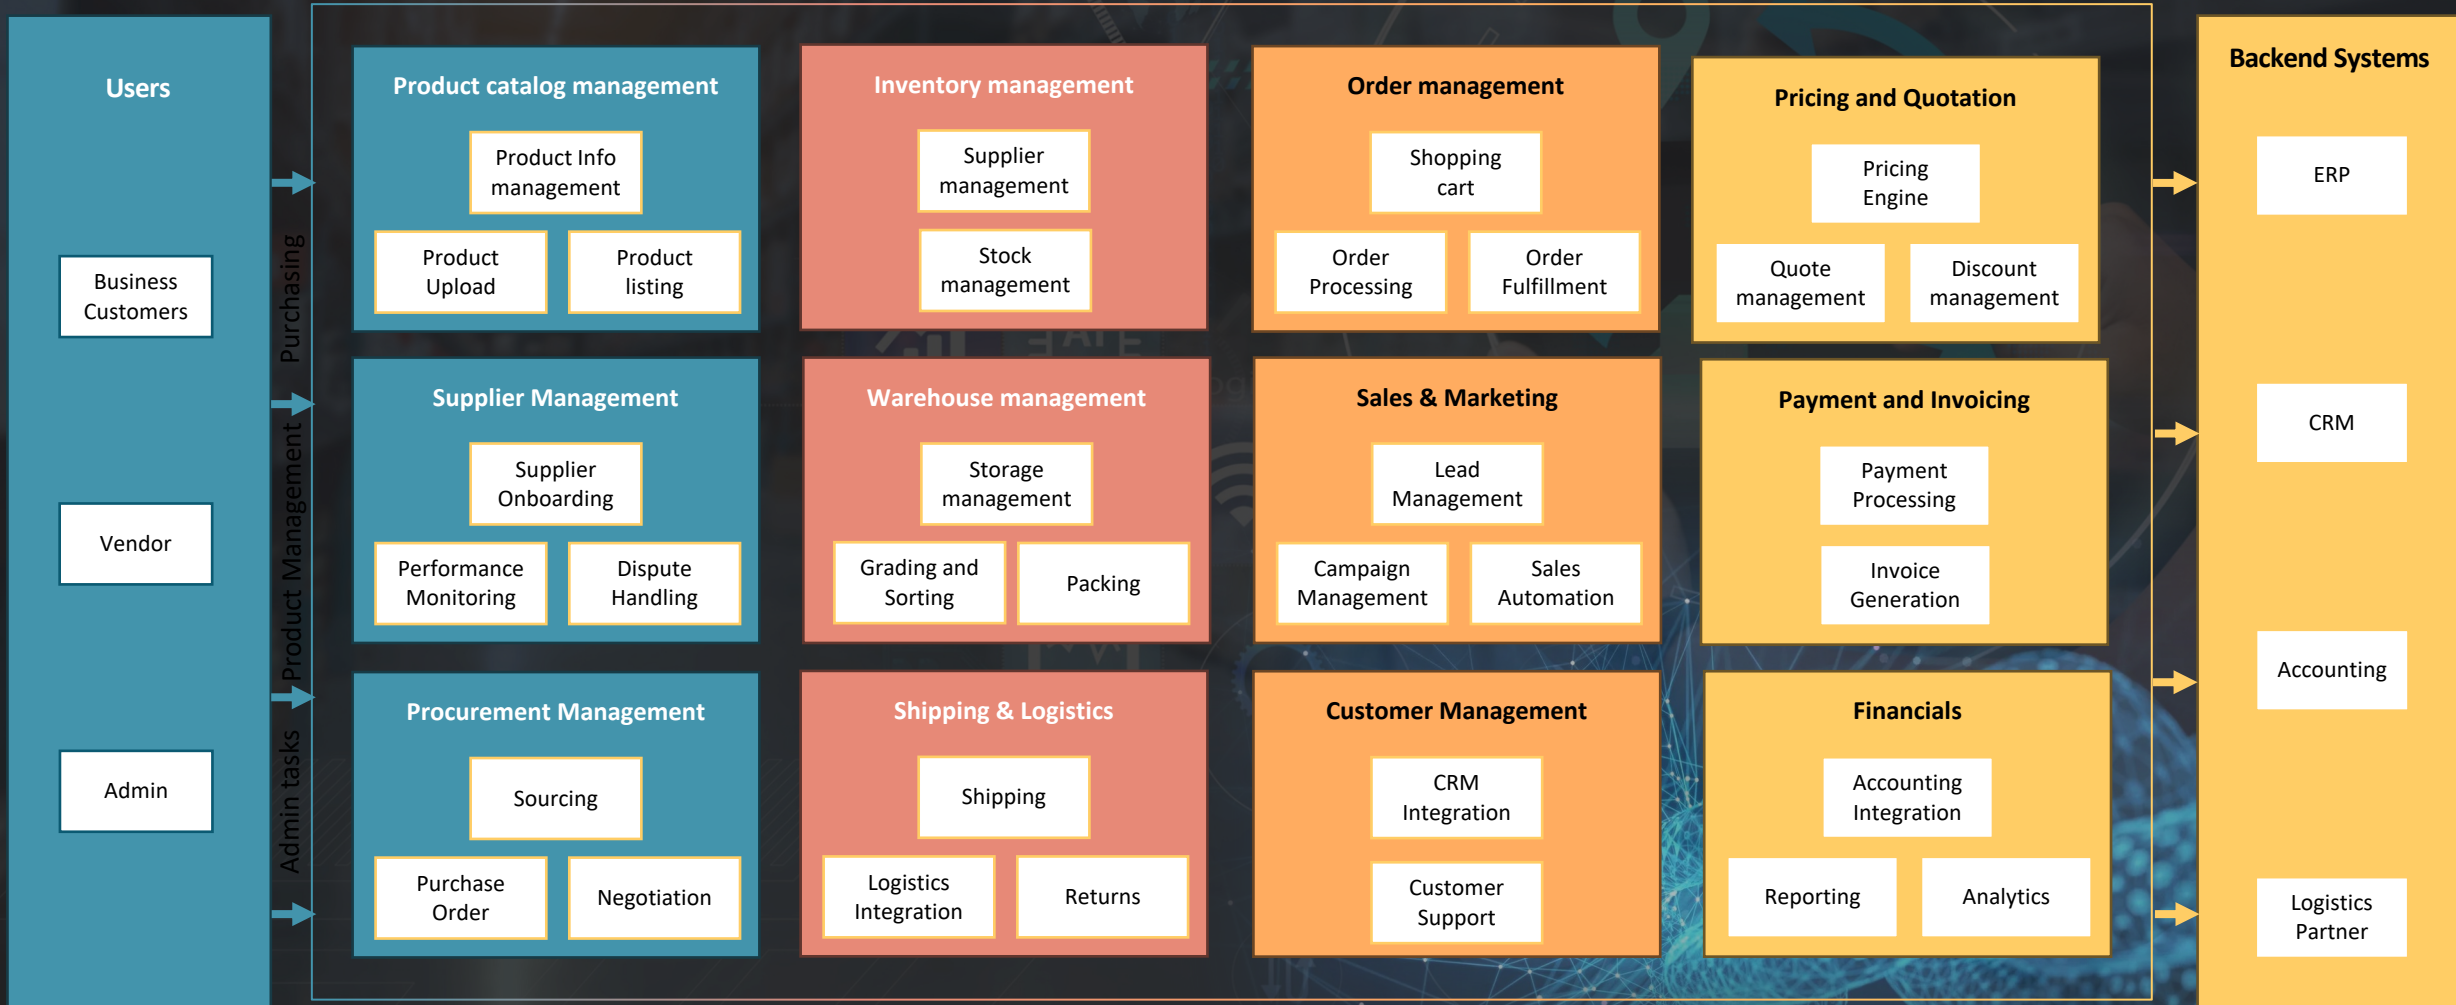 Users
Business
Customers
Vendor
Admin
Purchasing
Product Management
Admin tasks
Product catalog management
Product Info
management
Product
Upload
Product
listing
Inventory management
Supplier
management
Stock
management
Order management
Shopping
cart
Order
Processing
Order
Fulfillment
Pricing and Quotation
Pricing
Engine
Quote
management
Discount
management
Supplier Management
Supplier
Onboarding
Performance
Monitoring
Dispute
Handling
Warehouse management
Storage
management
Grading and
Sorting
Packing
Sales & Marketing
Lead
Management
Campaign
Management
Sales
Automation
Payment and Invoicing
Payment
Processing
Invoice
Generation
Procurement Management
Sourcing
Purchase
Order
Negotiation
Shipping & Logistics
Shipping
Logistics
Integration
Returns
Customer Management
CRM
Integration
Customer
Support
Financials
Accounting
Integration
Reporting
Analytics
Backend Systems
ERP
CRM
Accounting
Logistics
Partner